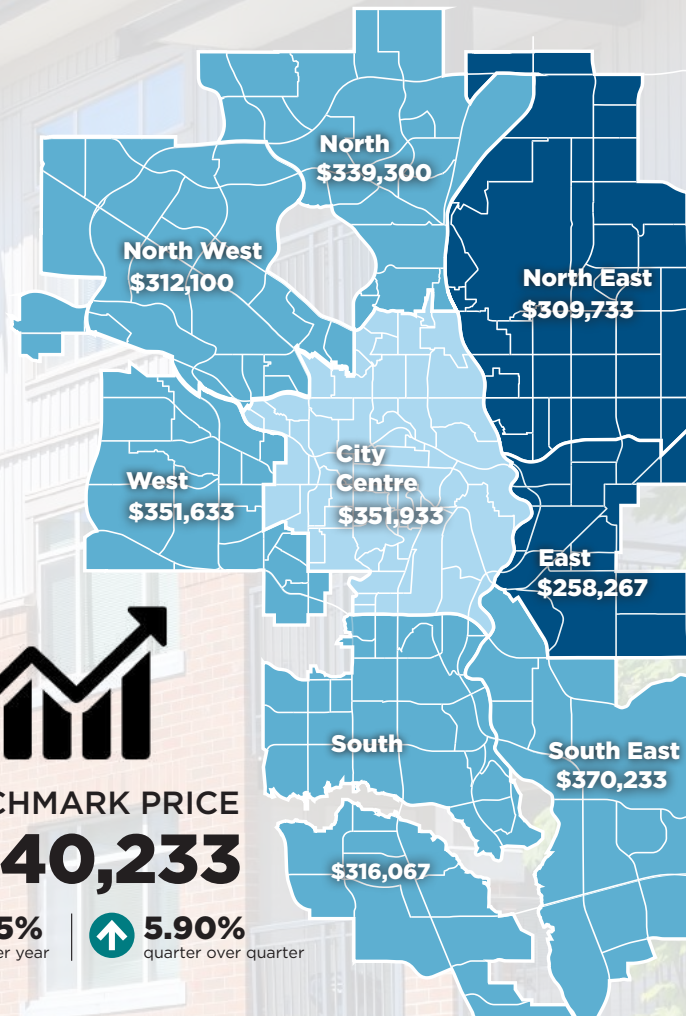 North
$339,300
North West
$312,100
North East
$309,733
City
Centre
$351,933
West
$351,633
East
$258,267
South
$316,067
South East
$370,233
CHMARK PRICE
40,233
5%
er year
5.90%
quarter over quarter